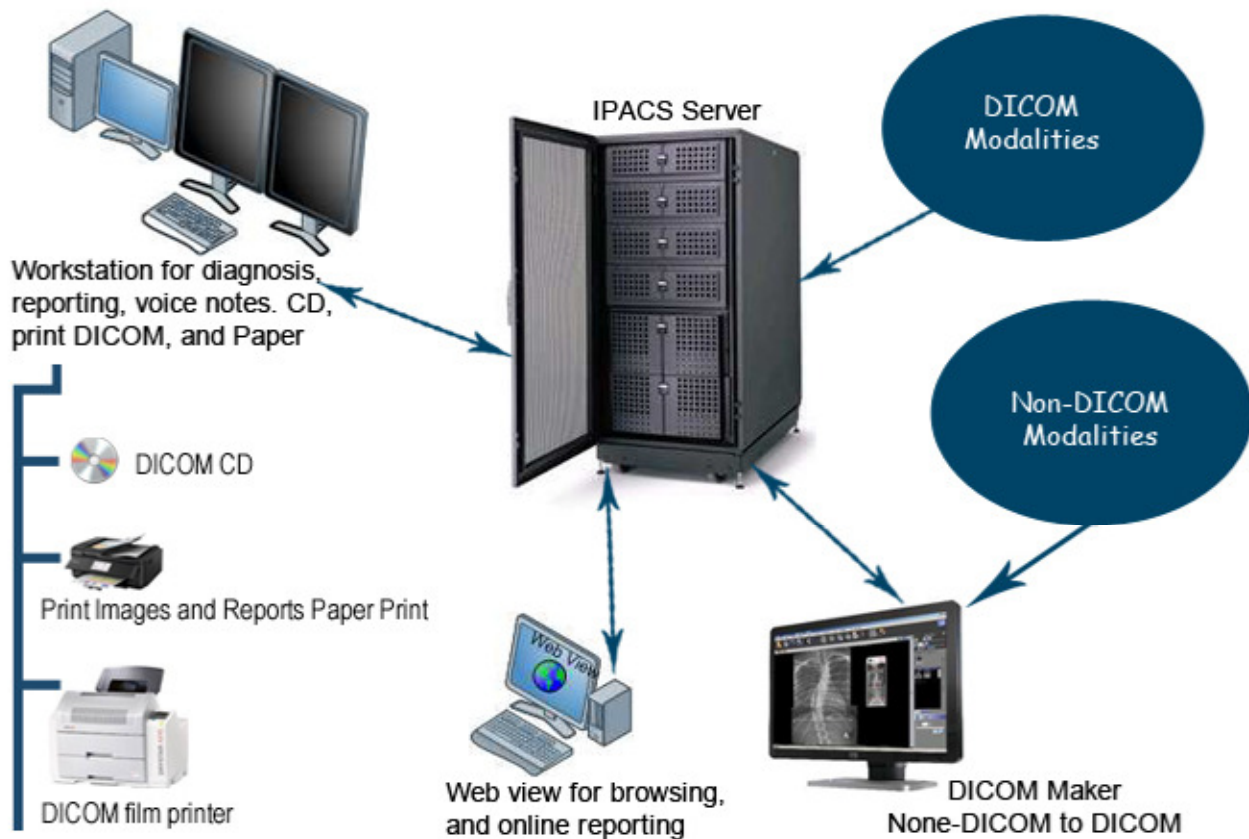 IPACS Server
DICOM
Modalities
Workstation for diagnosis,
reporting, voice notes. CD,
print DICOM, and Paper
Non-DICOM
Modalities
DICOM CD
Print Images and Reports Paper Print
DICOM film printer
Web View
Web view for browsing,
and online reporting
DICOM Maker
None-DICOM to DICOM